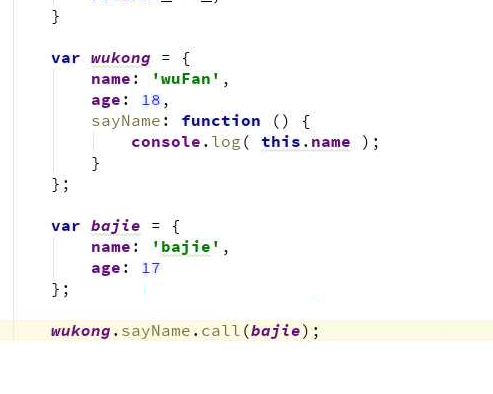 }
var wukong = {
name: 'wuFan',
age: 18,
sayName: function () {
console.log( this.name );
}
};
var bajie = {
name: 'bajie',
age: 17
};
wukong.sayName.call(bajie);